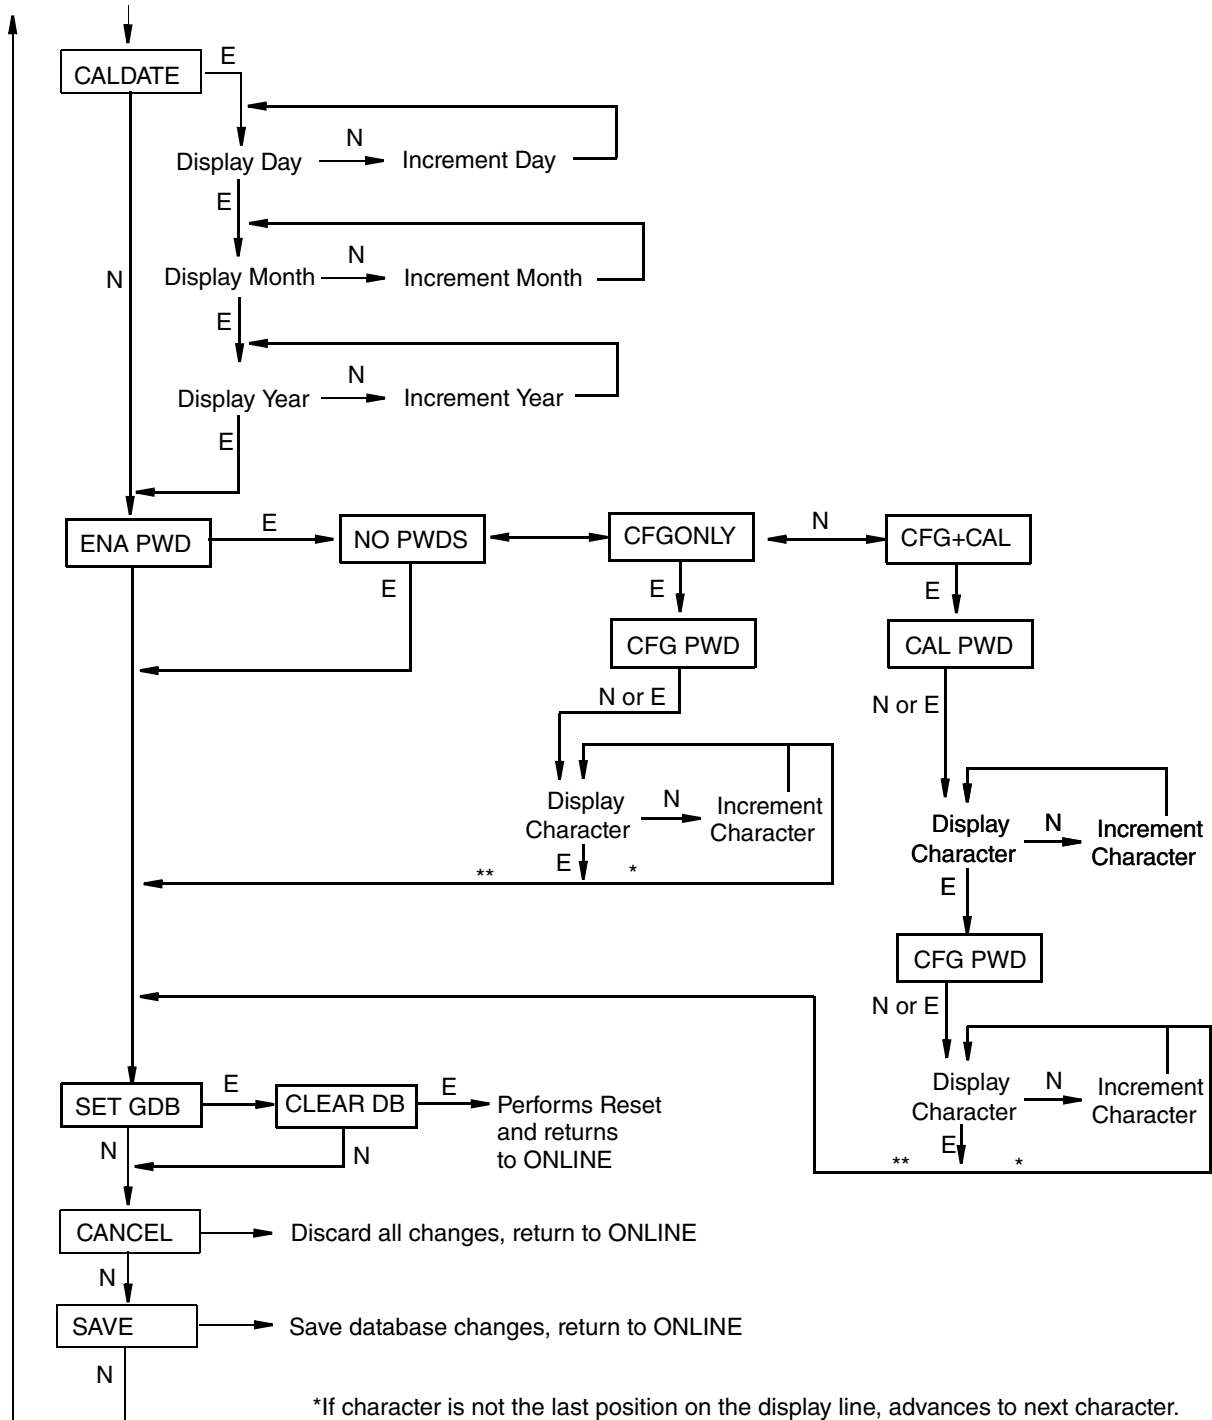 E
CALDATE
N
Display Day
Increment Day
E
N
N
Display Month
Increment Month
E
N
Display Year
Increment Year
E
E
N
ENA PWD
NO PWDS
CFGONLY
CFG+CAL
E
E
E
CFG PWD
CAL PWD
N or E
N or E
Display
Character
N
Increment
Character
Display
Character
N
Increment
Character
E
**
*
E
CFG PWD
N or E
E
E
SET GDB
CLEAR DB
Performs Reset
and returns
to ONLINE
Display
Character
N
Increment
Character
N
N
E
**
*
CANCEL
Discard all changes, return to ONLINE
N
SAVE
Save database changes, return to ONLINE
N
*If character is not the last position on the display line, advances to next character.